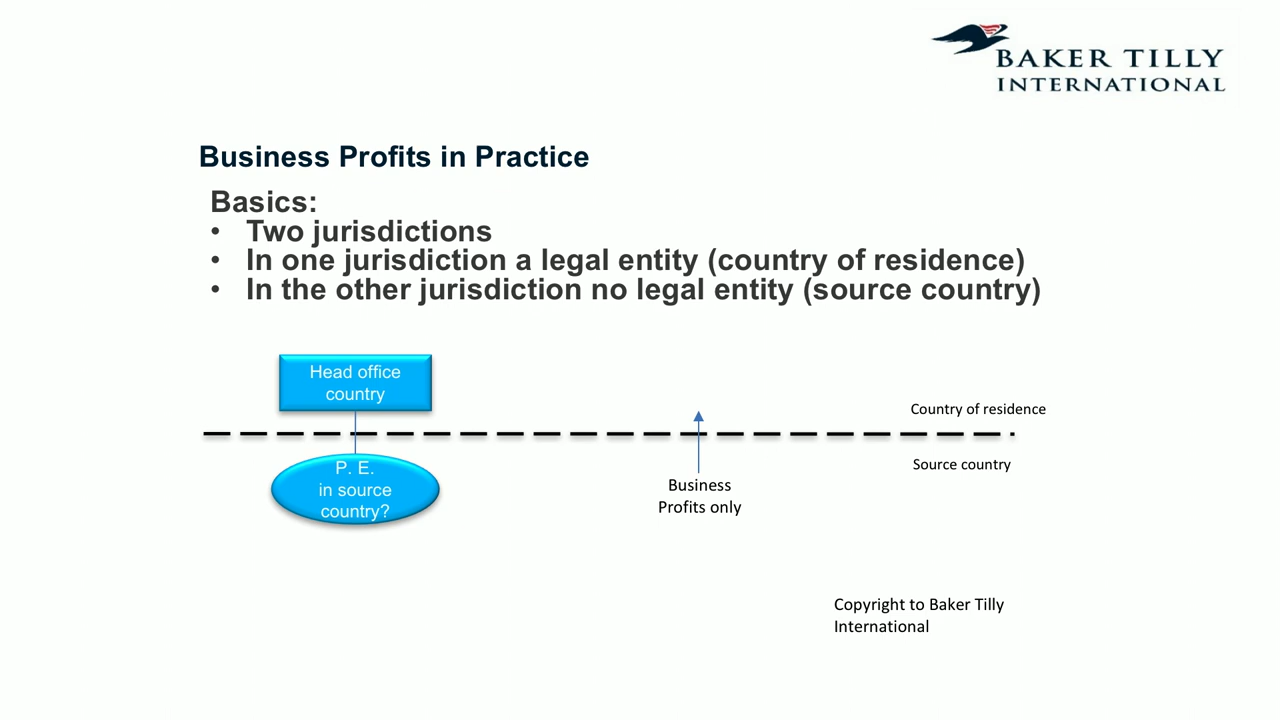 BAKER TILLY
INTERNATIONAL
Business Profits in Practice
Basics:
• Two jurisdictions
• In one jurisdiction a legal entity (country of residence)
• In the other jurisdiction no legal entity (source country)
Head office
country
Country of residence
P. E.
in source
country?
Source country
Business
Profits only
Copyright to Baker Tilly
International